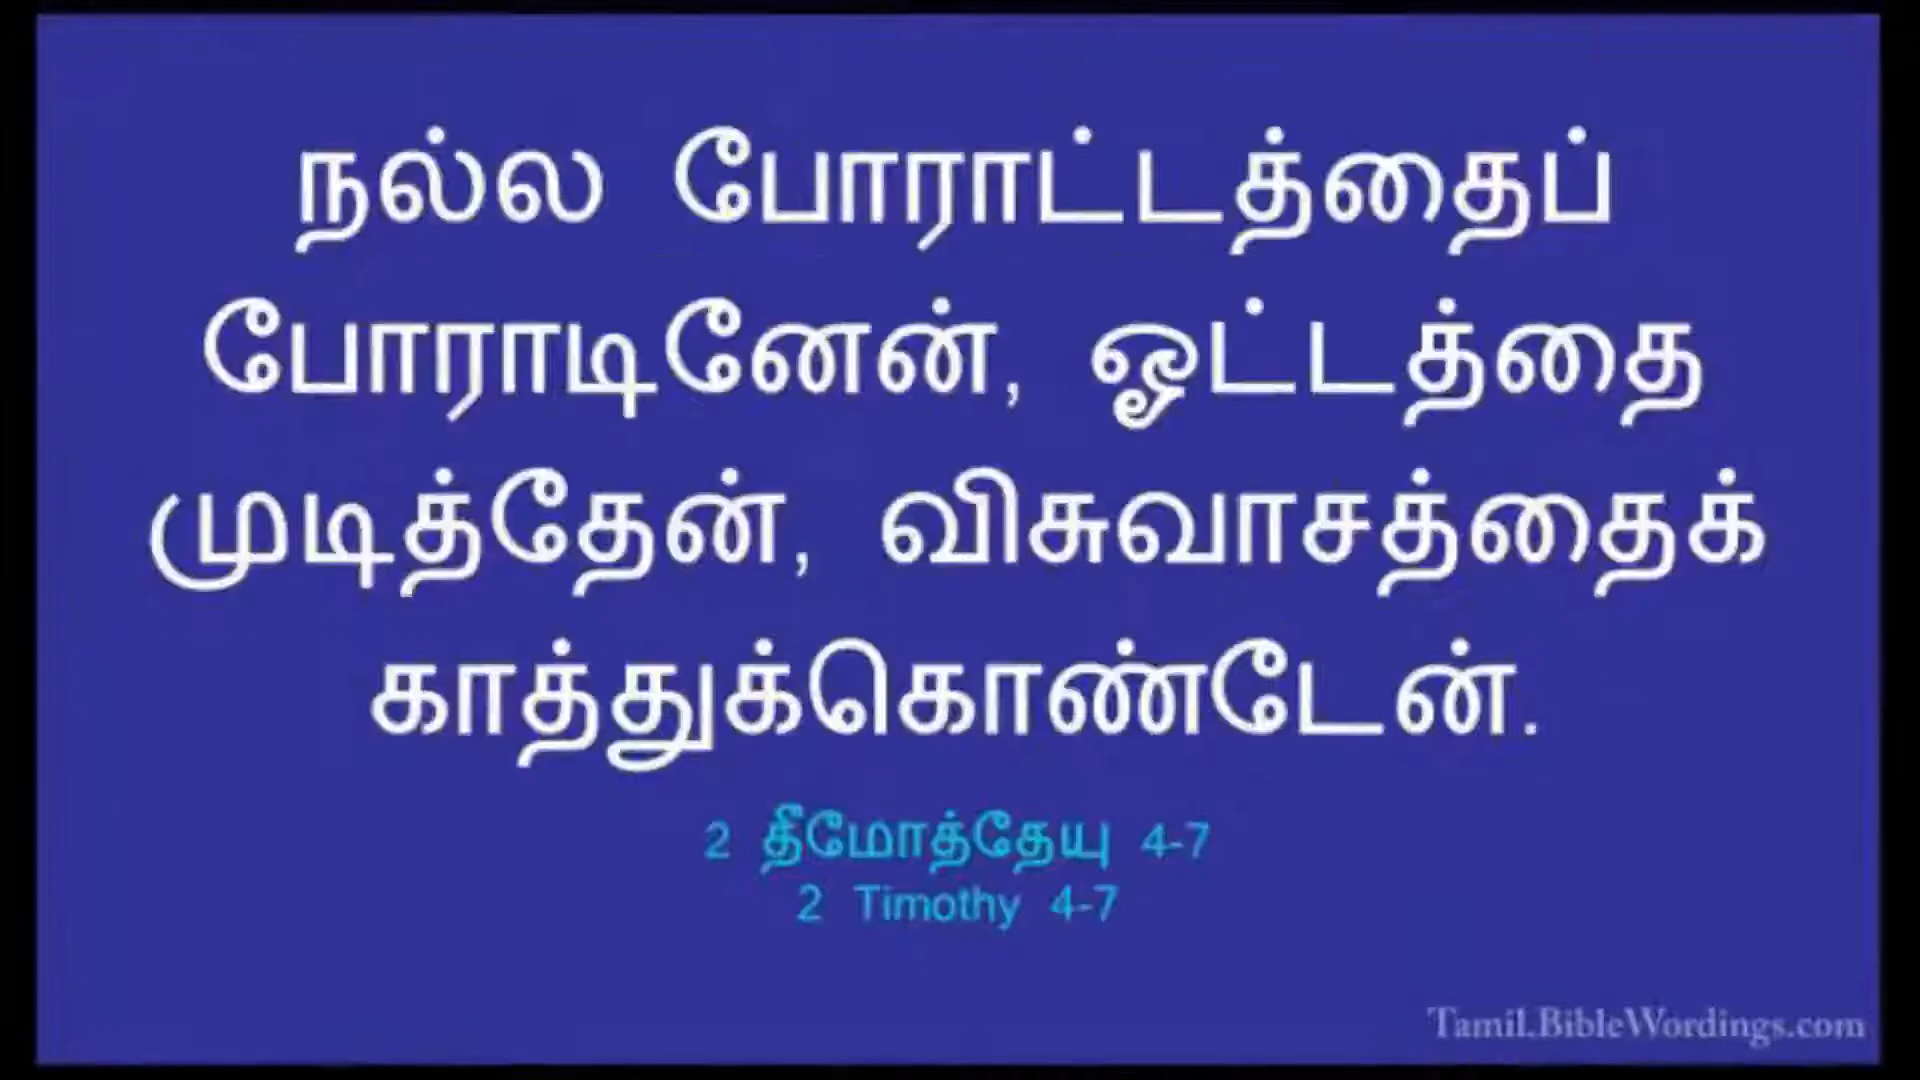 நல்ல போராட்டத்தைப்
போராடினேன், ஓட்டத்தை
முடித்தேன், விசுவாசத்தைக்
காத்துக்கொண்டேன்.
2 தீமோத்தேயு 4-7
2 Timothy 4-7
Tamil.BibleWordings.com